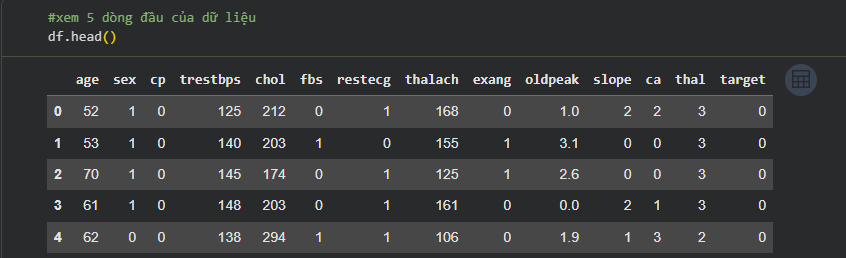 #xem 5 dòng đầu của dữ liệu
df.head()
age sex cp trestbps chol fbs restecg thalach exang oldpeak slope ca thal target
0 52 1 0 125 212 0 1 168 0 1.0 2 2 3 0
1 53 1 0 140 203 1 0 155 1 3.1 0 0 3 0
2 70 1 0 145 174 0 1 125 1 2.6 0 0 3 0
3 61 1 0 148 203 0 1 161 0 0.0 2 1 3 0
4 62 0 0 138 294 1 1 106 0 1.9 1 3 2 0